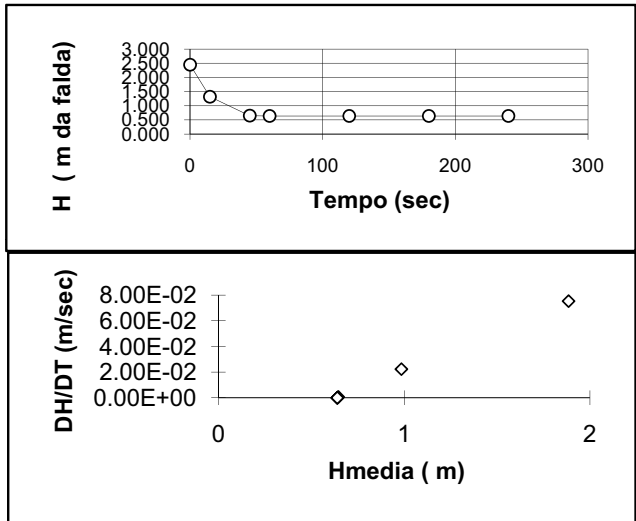 H ( m da falda)
3.000
2.500
2.000
1.500
1.000
0.500
0.000
0 100 200 300
Tempo (sec)
DH/DT (m/sec)
8.00E-02
6.00E-02
4.00E-02
2.00E-02
0.00E+00
0 1 2
Hmedia ( m)